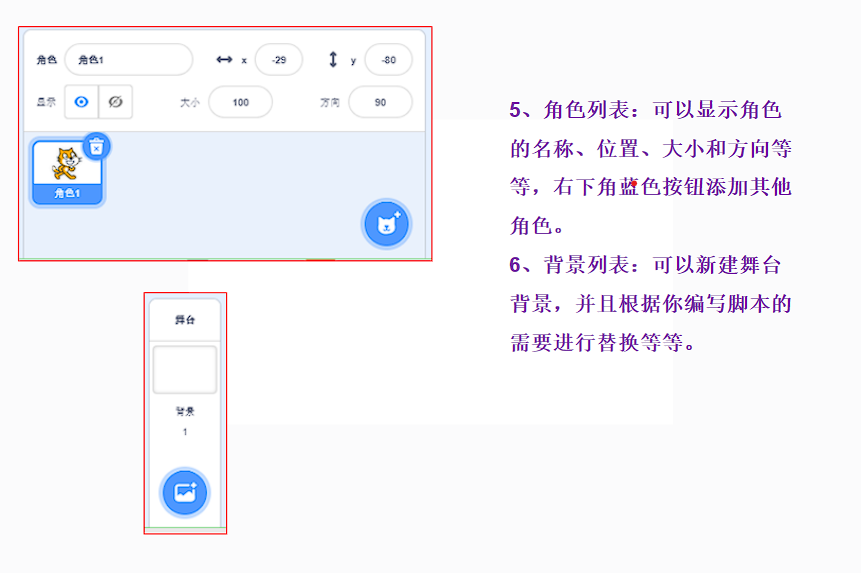 角色 角色1 x -29 y -80
显示 大小 100 方向 90
角色1
舞台
背景
1
5、角色列表：可以显示角色
的名称、位置、大小和方向等
等，右下角蓝色按钮添加其他
角色。
6、背景列表：可以新建舞台
背景，并且根据你编写脚本的
需要进行替换等等。